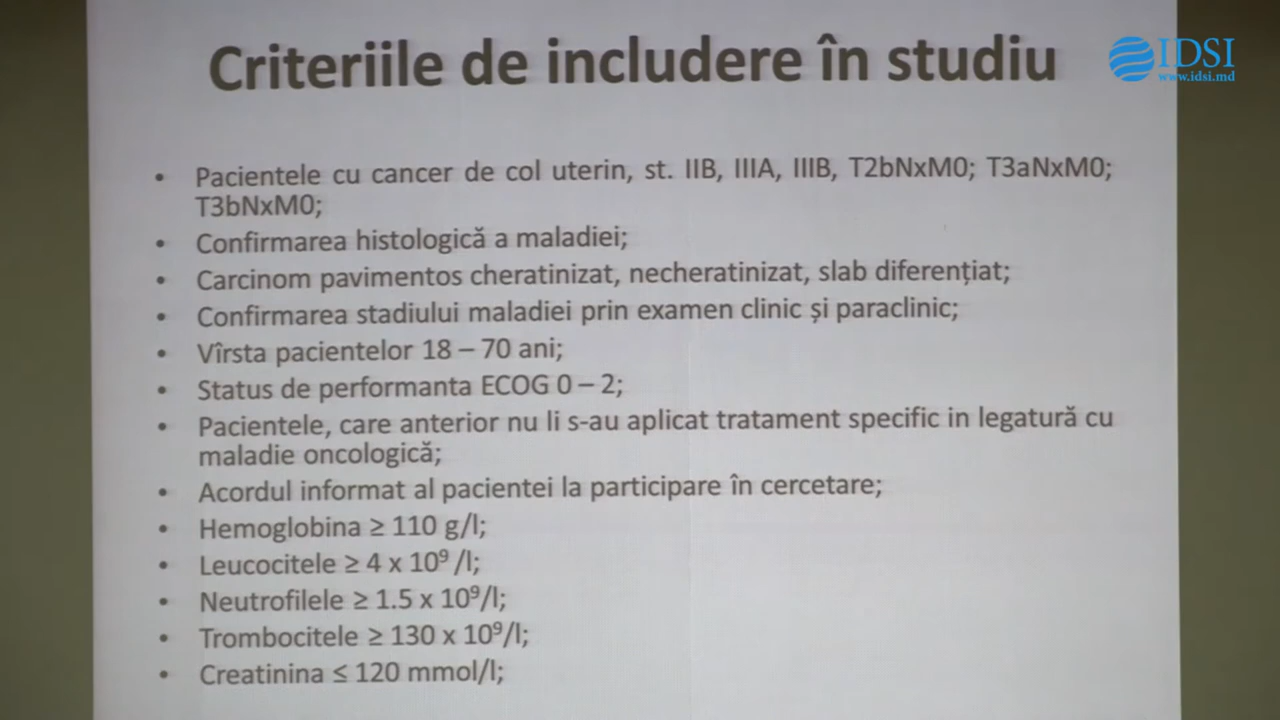 Criteriile de includere în studiu
IDSI
www.idsi.md
• Pacientele cu cancer de col uterin, st. IIB, IIIA, IIIB, T2bNxM0; T3aNxM0;
T3bNxM0;
• Confirmarea histologică a maladiei;
• Carcinom pavimentos cheratinizat, necheratinizat, slab diferențiat;
• Confirmarea stadiului maladiei prin examen clinic și paraclinic;
• Vîrsta pacientelor 18 – 70 ani;
• Status de performanta ECOG 0 – 2;
• Pacientele, care anterior nu li s-au aplicat tratament specific in legatură cu
maladie oncologică;
• Acordul informat al pacientei la participare în cercetare;
• Hemoglobina ≥ 110 g/l;
• Leucocitele ≥ 4 x 10⁹ /l;
• Neutrofilele ≥ 1.5 x 10⁹/l;
• Trombocitele ≥ 130 x 10⁹/l;
• Creatinina ≤ 120 mmol/l;